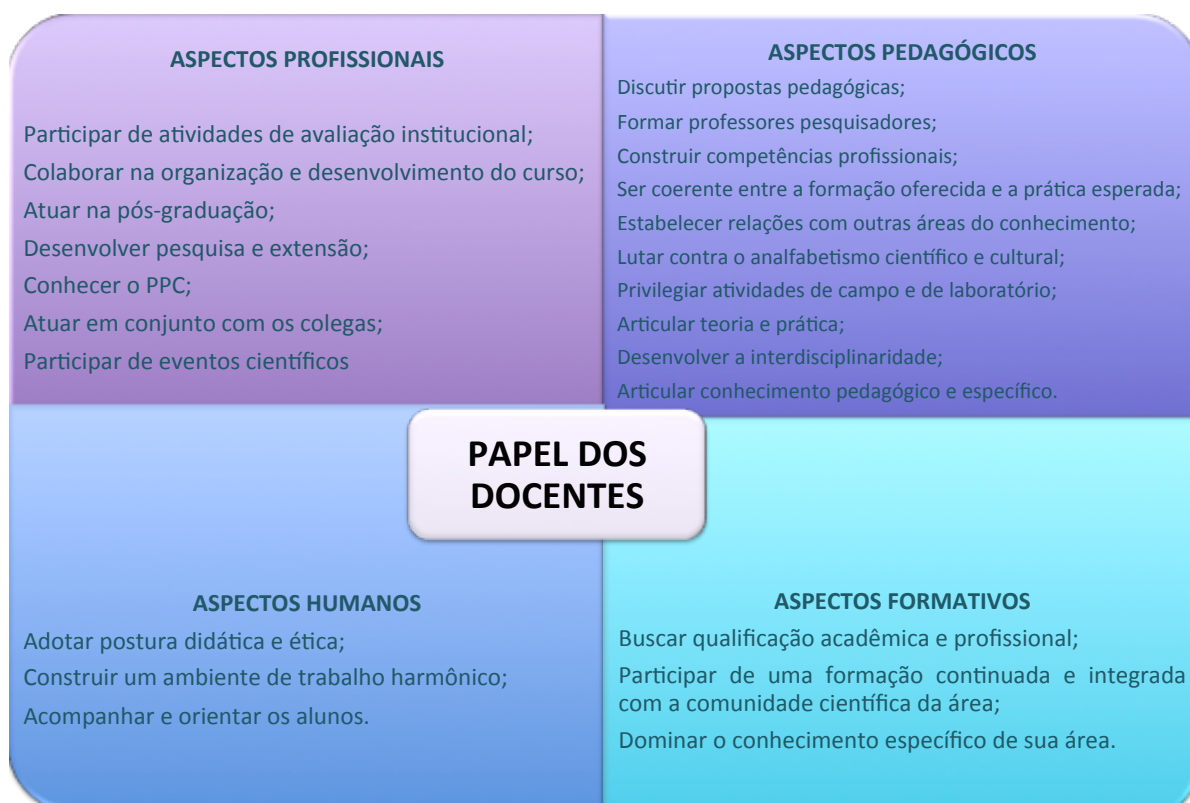 ASPECTOS PROFISSIONAIS
Participar de atividades de avaliação institucional;
Colaborar na organização e desenvolvimento do curso;
Atuar na pós-graduação;
Desenvolver pesquisa e extensão;
Conhecer o PPC;
Atuar em conjunto com os colegas;
Participar de eventos científicos
ASPECTOS PEDAGÓGICOS
Discutir propostas pedagógicas;
Formar professores pesquisadores;
Construir competências profissionais;
Ser coerente entre a formação oferecida e a prática esperada;
Estabelecer relações com outras áreas do conhecimento;
Lutar contra o analfabetismo científico e cultural;
Privilegiar atividades de campo e de laboratório;
Articular teoria e prática;
Desenvolver a interdisciplinaridade;
Articular conhecimento pedagógico e específico.
PAPEL DOS
DOCENTES
ASPECTOS HUMANOS
Adotar postura didática e ética;
Construir um ambiente de trabalho harmônico;
Acompanhar e orientar os alunos.
ASPECTOS FORMATIVOS
Buscar qualificação acadêmica e profissional;
Participar de uma formação continuada e integrada
com a comunidade científica da área;
Dominar o conhecimento específico de sua área.